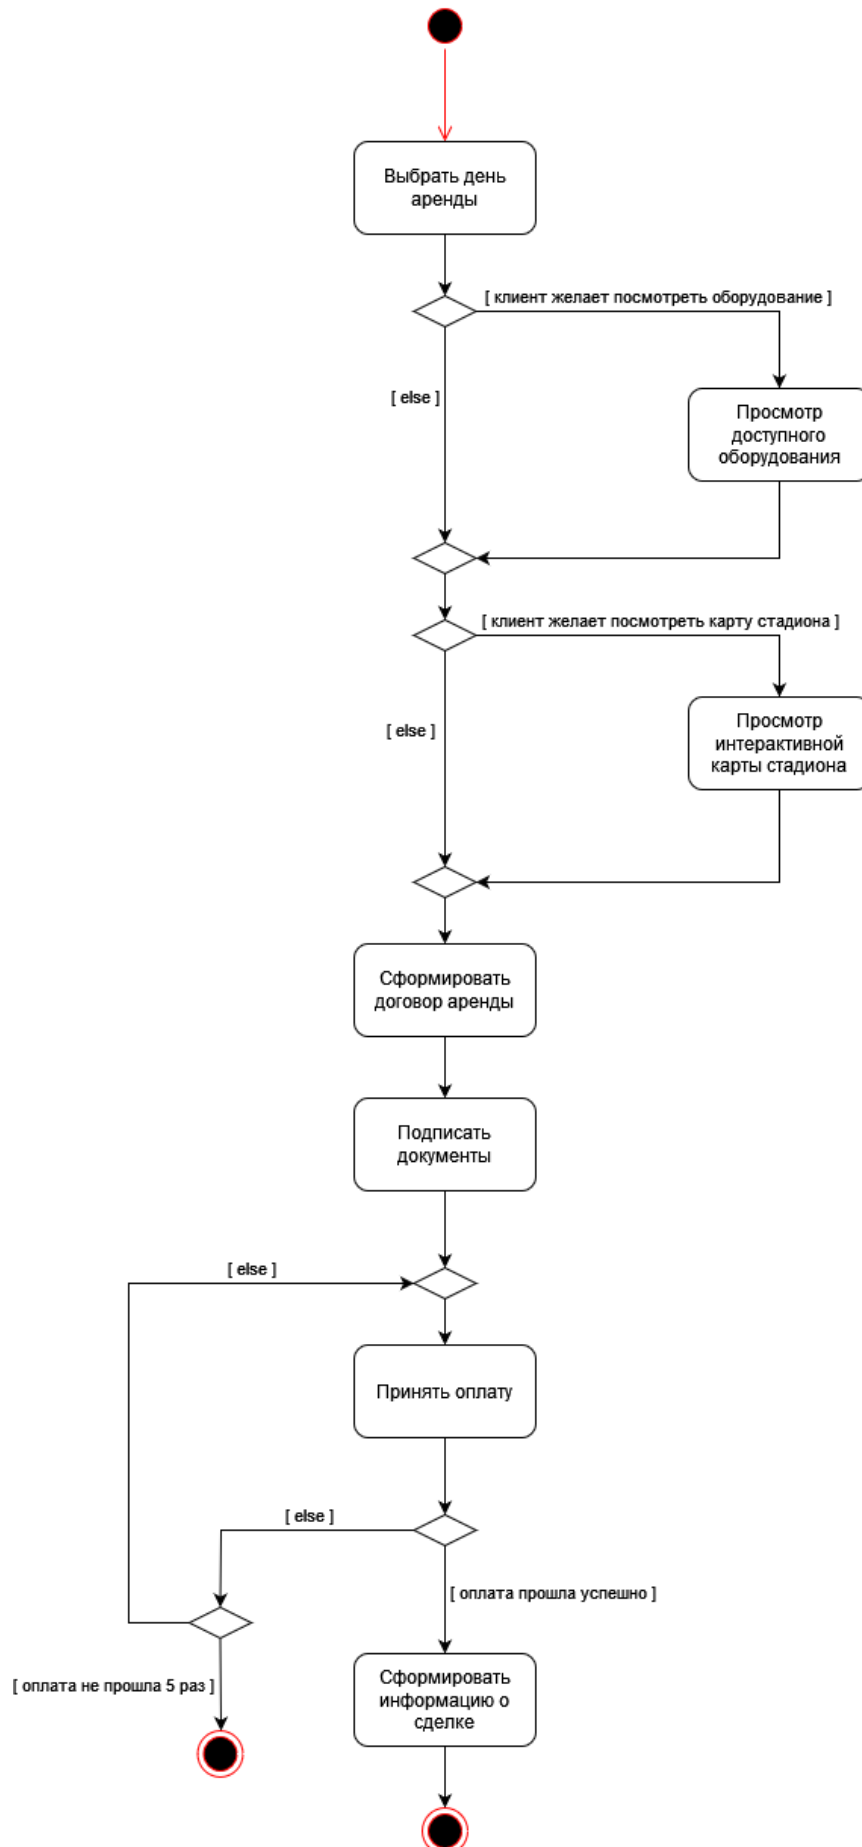 Выбрать день
аренды
[ клиент желает посмотреть оборудование ]
[ else ]
Просмотр
доступного
оборудования
[ клиент желает посмотреть карту стадиона ]
[ else ]
Просмотр
интерактивной
карты стадиона
Сформировать
договор аренды
Подписать
документы
[ else ]
Принять оплату
[ else ]
[ оплата прошла успешно ]
[ оплата не прошла 5 раз ]
Сформировать
информацию о
сделке